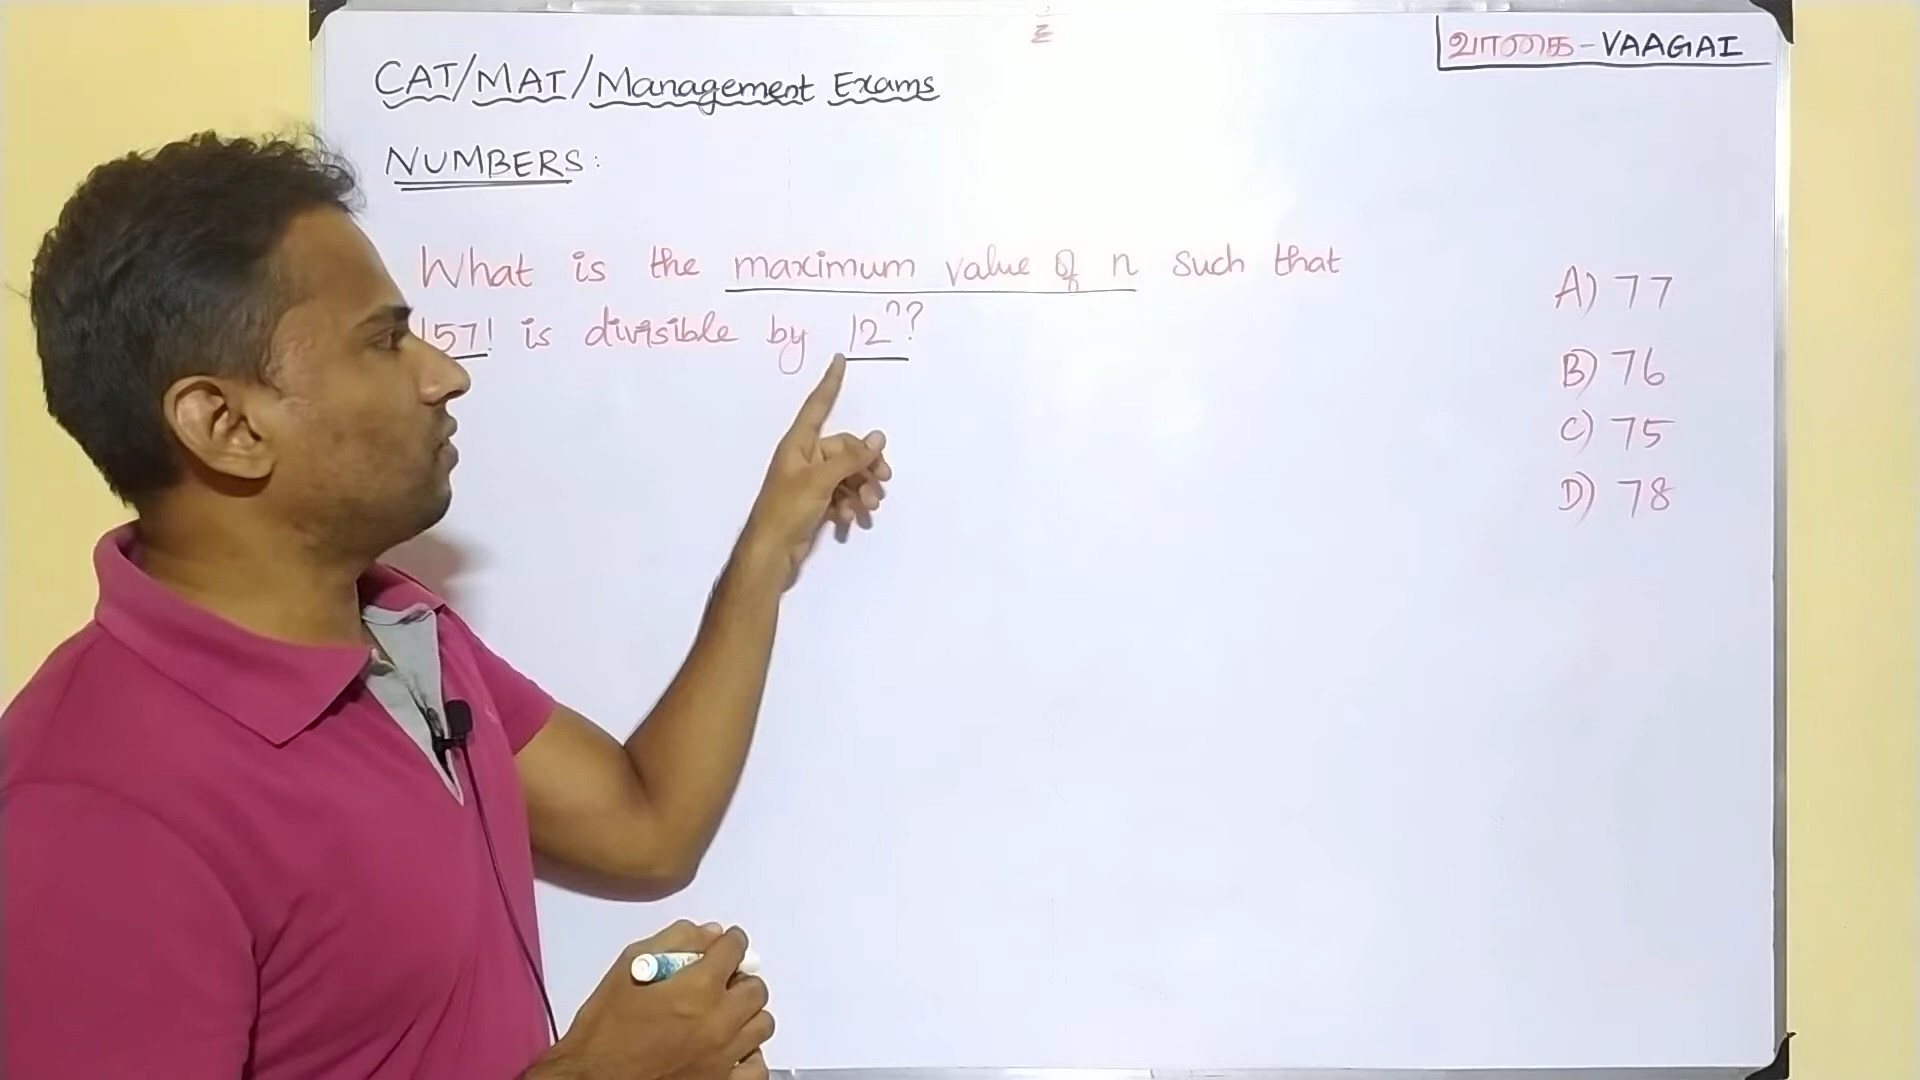 வாகை - VAAGAI
CAT/MAT/Management Exams
NUMBERS:
What is the maximum value of n such that
157! is divisible by 12ⁿ?
A) 77
B) 76
C) 75
D) 78